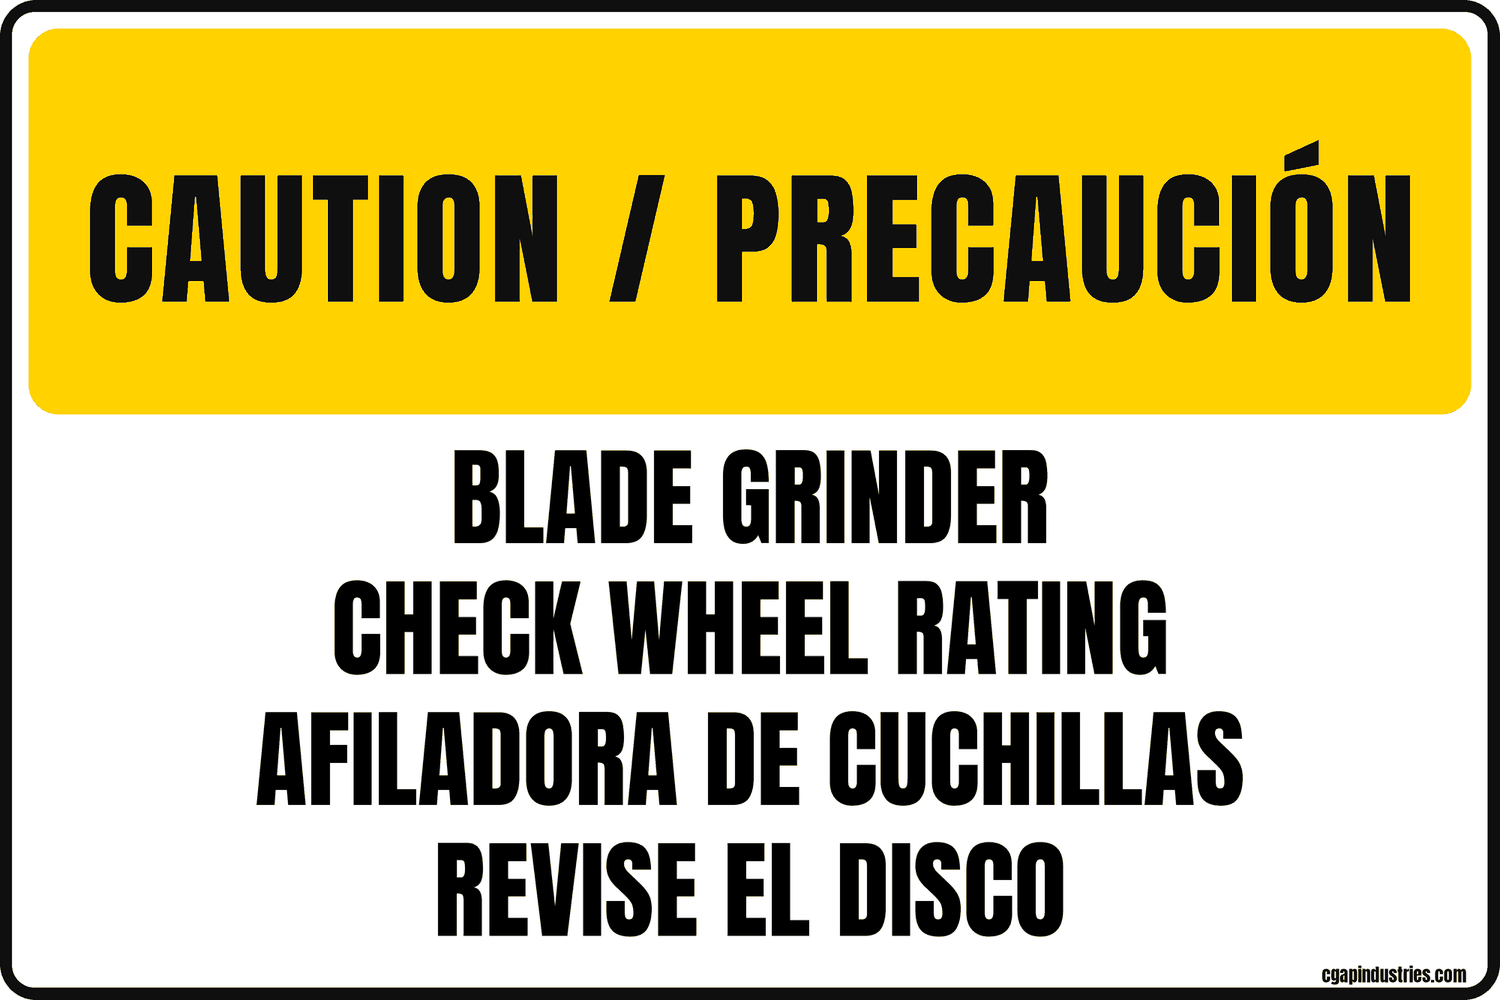 CAUTION / PRECAUCIÓN
BLADE GRINDER
CHECK WHEEL RATING
AFILADORA DE CUCHILLAS
REVISE EL DISCO
cgapindustries.com